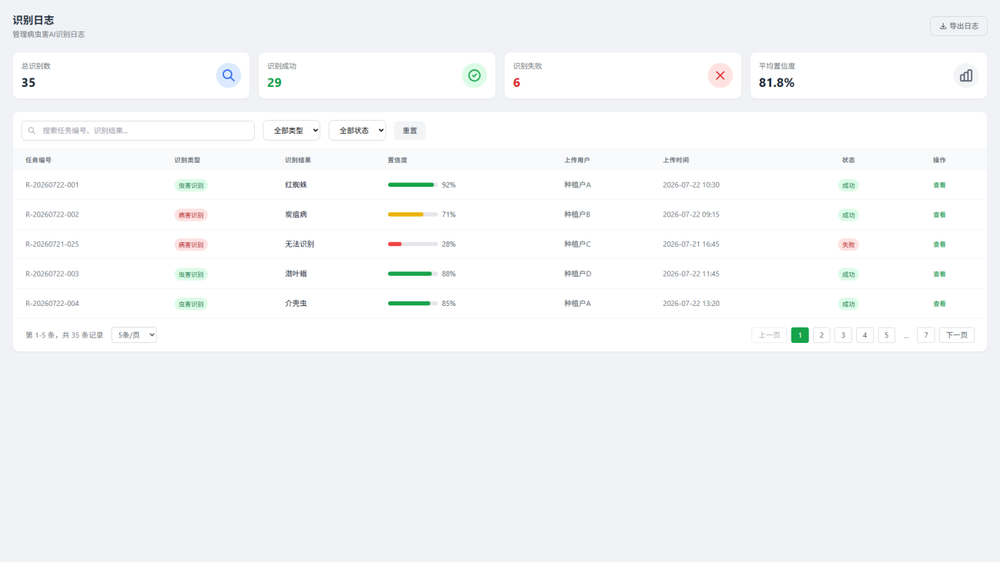 识别日志
管理病虫害AI识别日志
导出日志
总识别数
35
识别成功
29
识别失败
6
平均置信度
81.8%
搜索任务编号、识别结果... 全部类型 全部状态 重置
任务编号 识别类型 识别结果 置信度 上传用户 上传时间 状态 操作
R-20260722-001 虫害识别 红蜘蛛 92% 种植户A 2026-07-22 10:30 成功 查看
R-20260722-002 病害识别 炭疽病 71% 种植户B 2026-07-22 09:15 成功 查看
R-20260721-025 病害识别 无法识别 28% 种植户C 2026-07-21 16:45 失败 查看
R-20260722-003 虫害识别 潜叶蛾 88% 种植户D 2026-07-22 11:45 成功 查看
R-20260722-004 虫害识别 介壳虫 85% 种植户A 2026-07-22 13:20 成功 查看
第 1-5 条，共 35 条记录 5条/页 上一页 1 2 3 4 5 ... 7 下一页